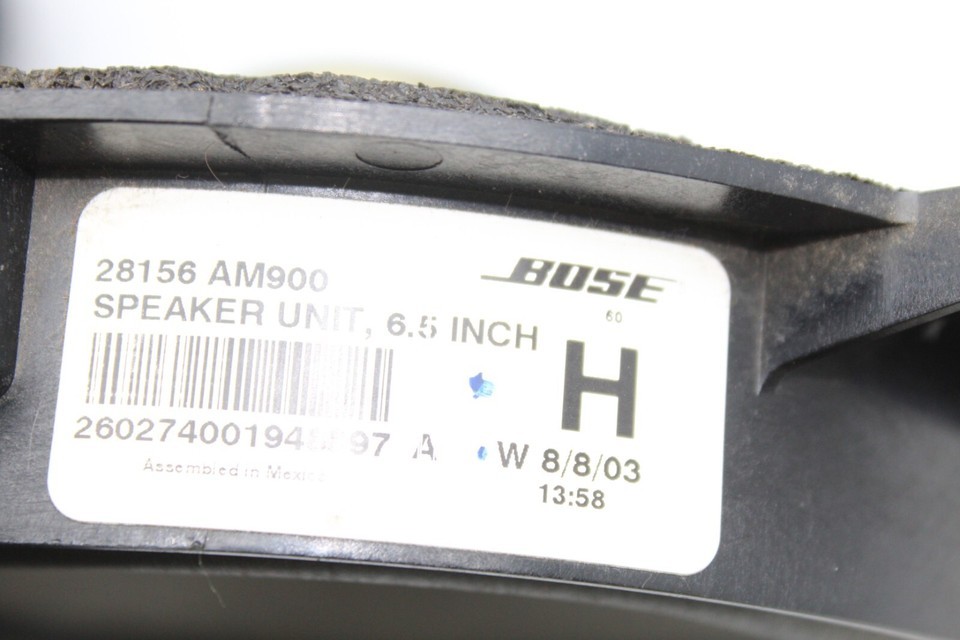 28156 AM900
BOSE
SPEAKER UNIT, 6.5 INCH
60
H
A
W 8/8/03
13:58
Assembled in Mexico